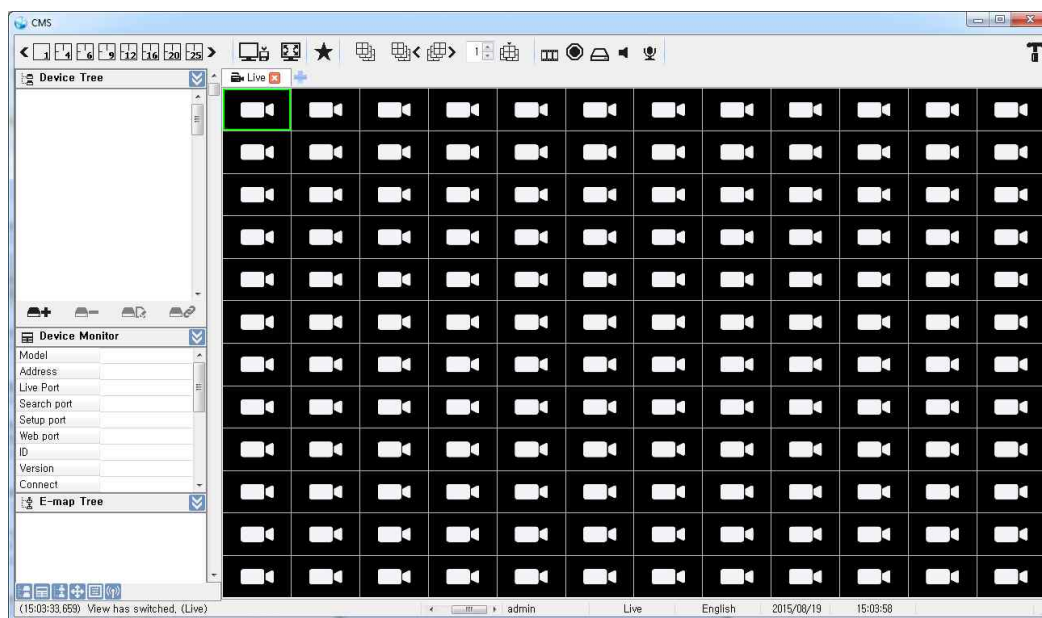 CMS
1 4 6 9 12 16 20 25 1
Device Tree
Live
Device Monitor
Model
Address
Live Port
Search port
Setup port
Web port
ID
Version
Connect
E-map Tree
(15:03:33,659) View has switched, (Live)
admin
Live
English
2015/08/19
15:03:58